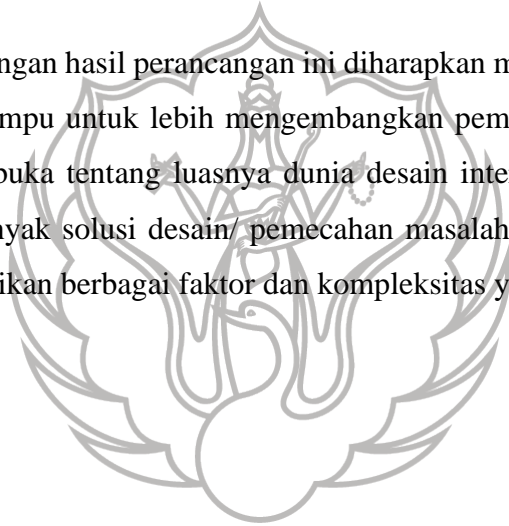 ngan hasil perancangan ini diharapkan m
mpu untuk lebih mengembangkan pem
buka tentang luasnya dunia desain inte
nyak solusi desain/ pemecahan masalah
ikan berbagai faktor dan kompleksitas y